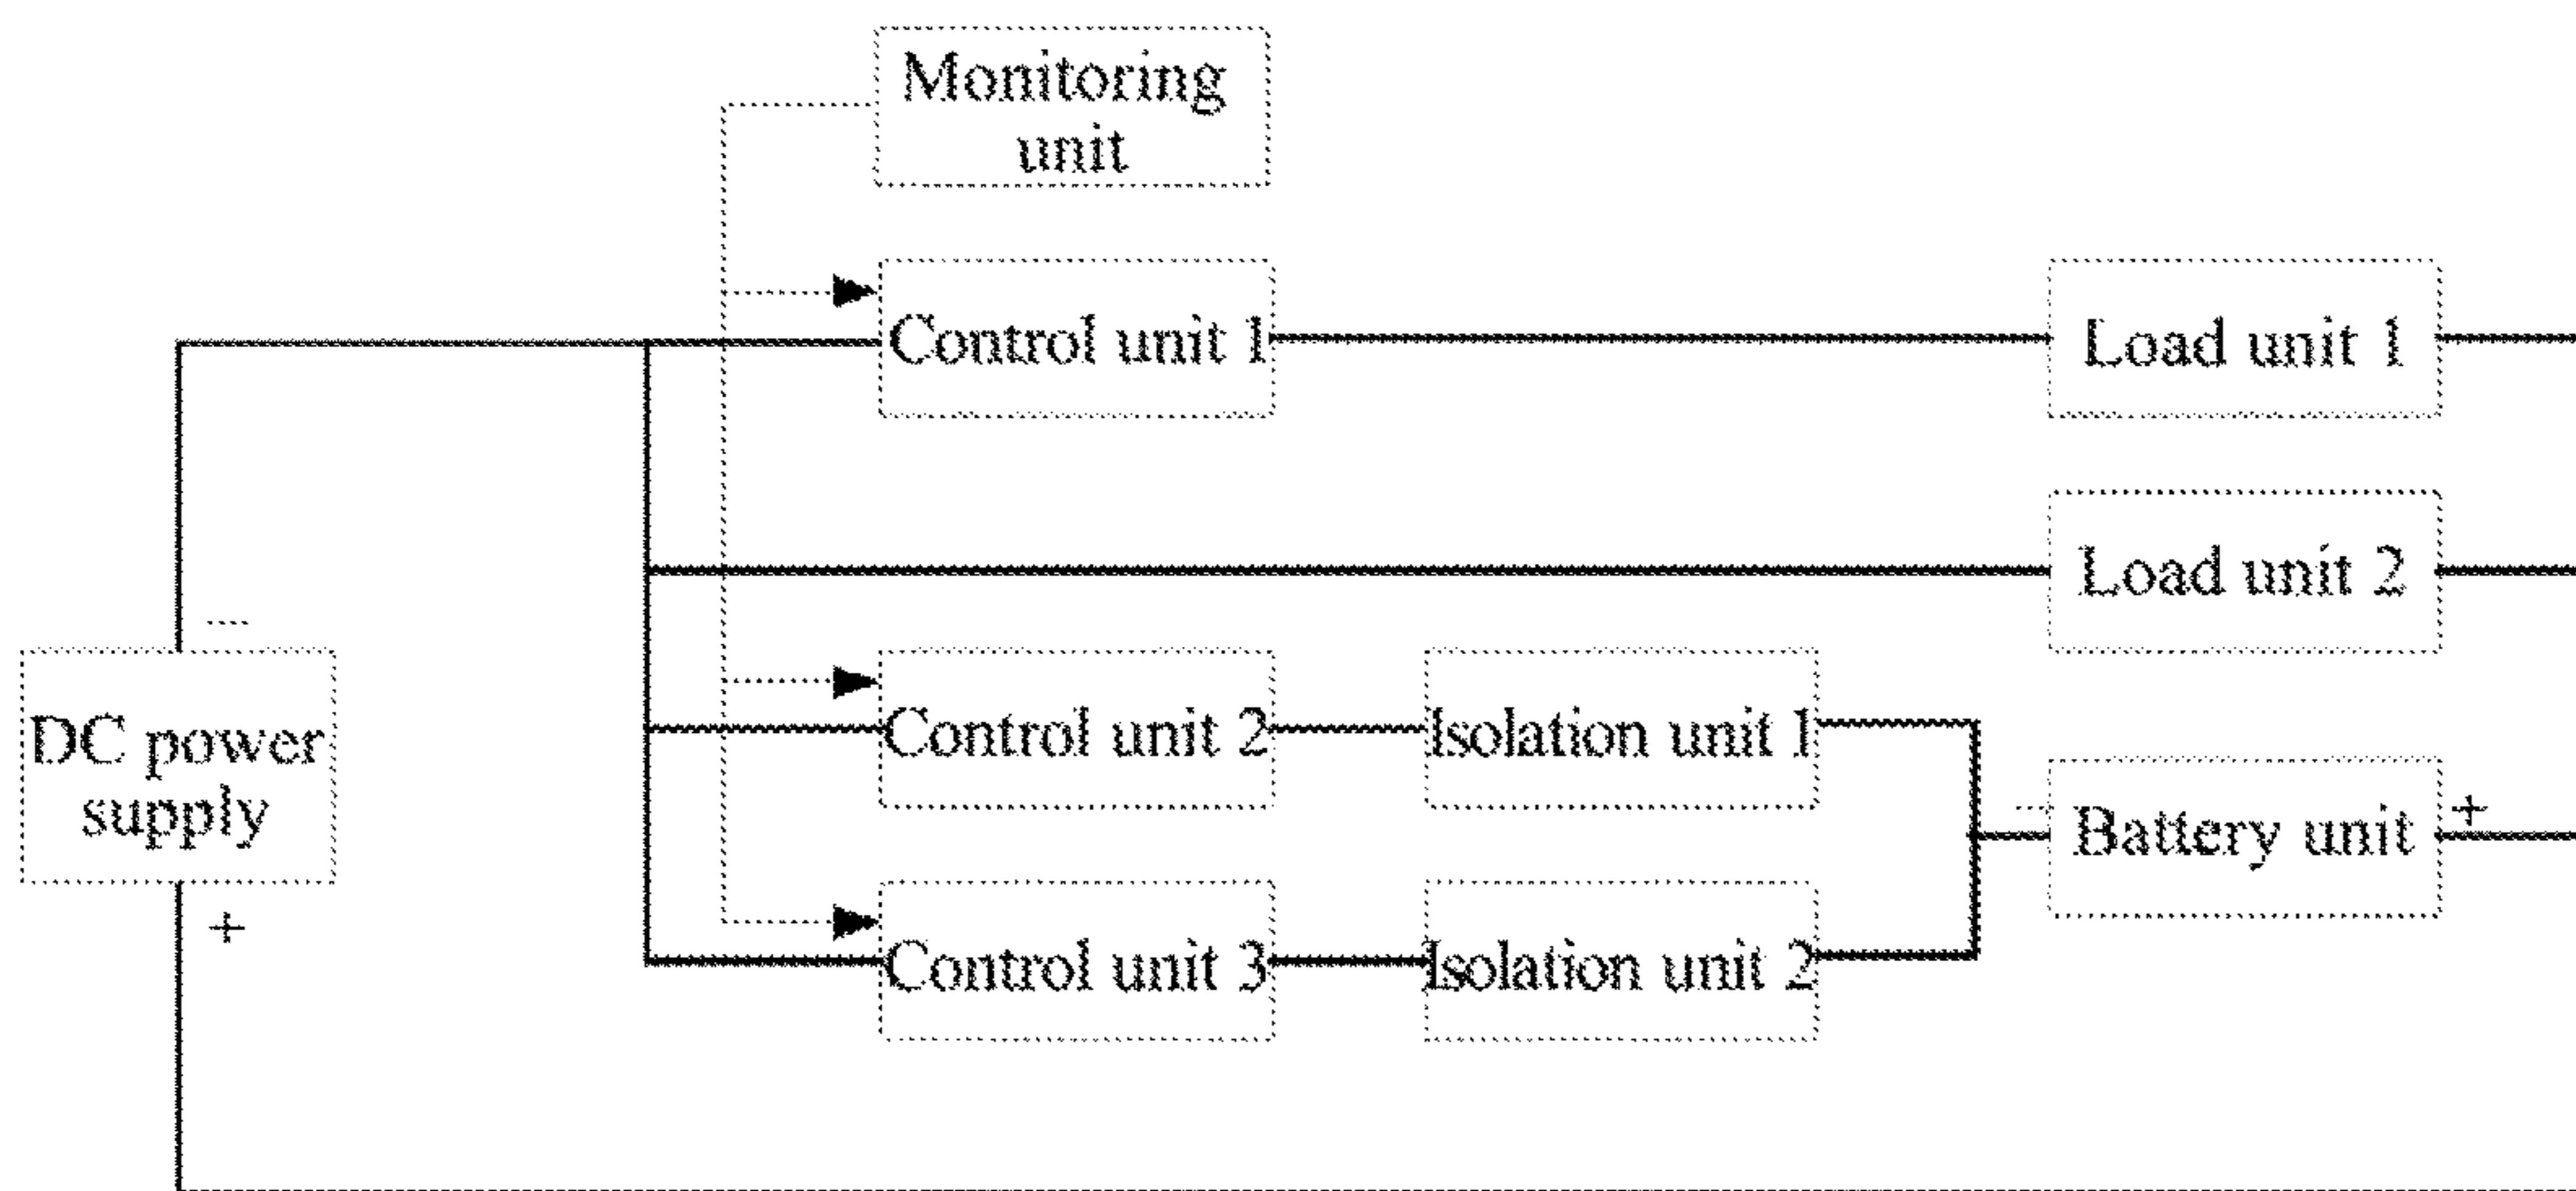 Monitoring
unit
Control unit 1
Load unit 1
Load unit 2
−
DC power
supply
+
Control unit 2
Isolation unit 1
−
Battery unit
+
Control unit 3
Isolation unit 2